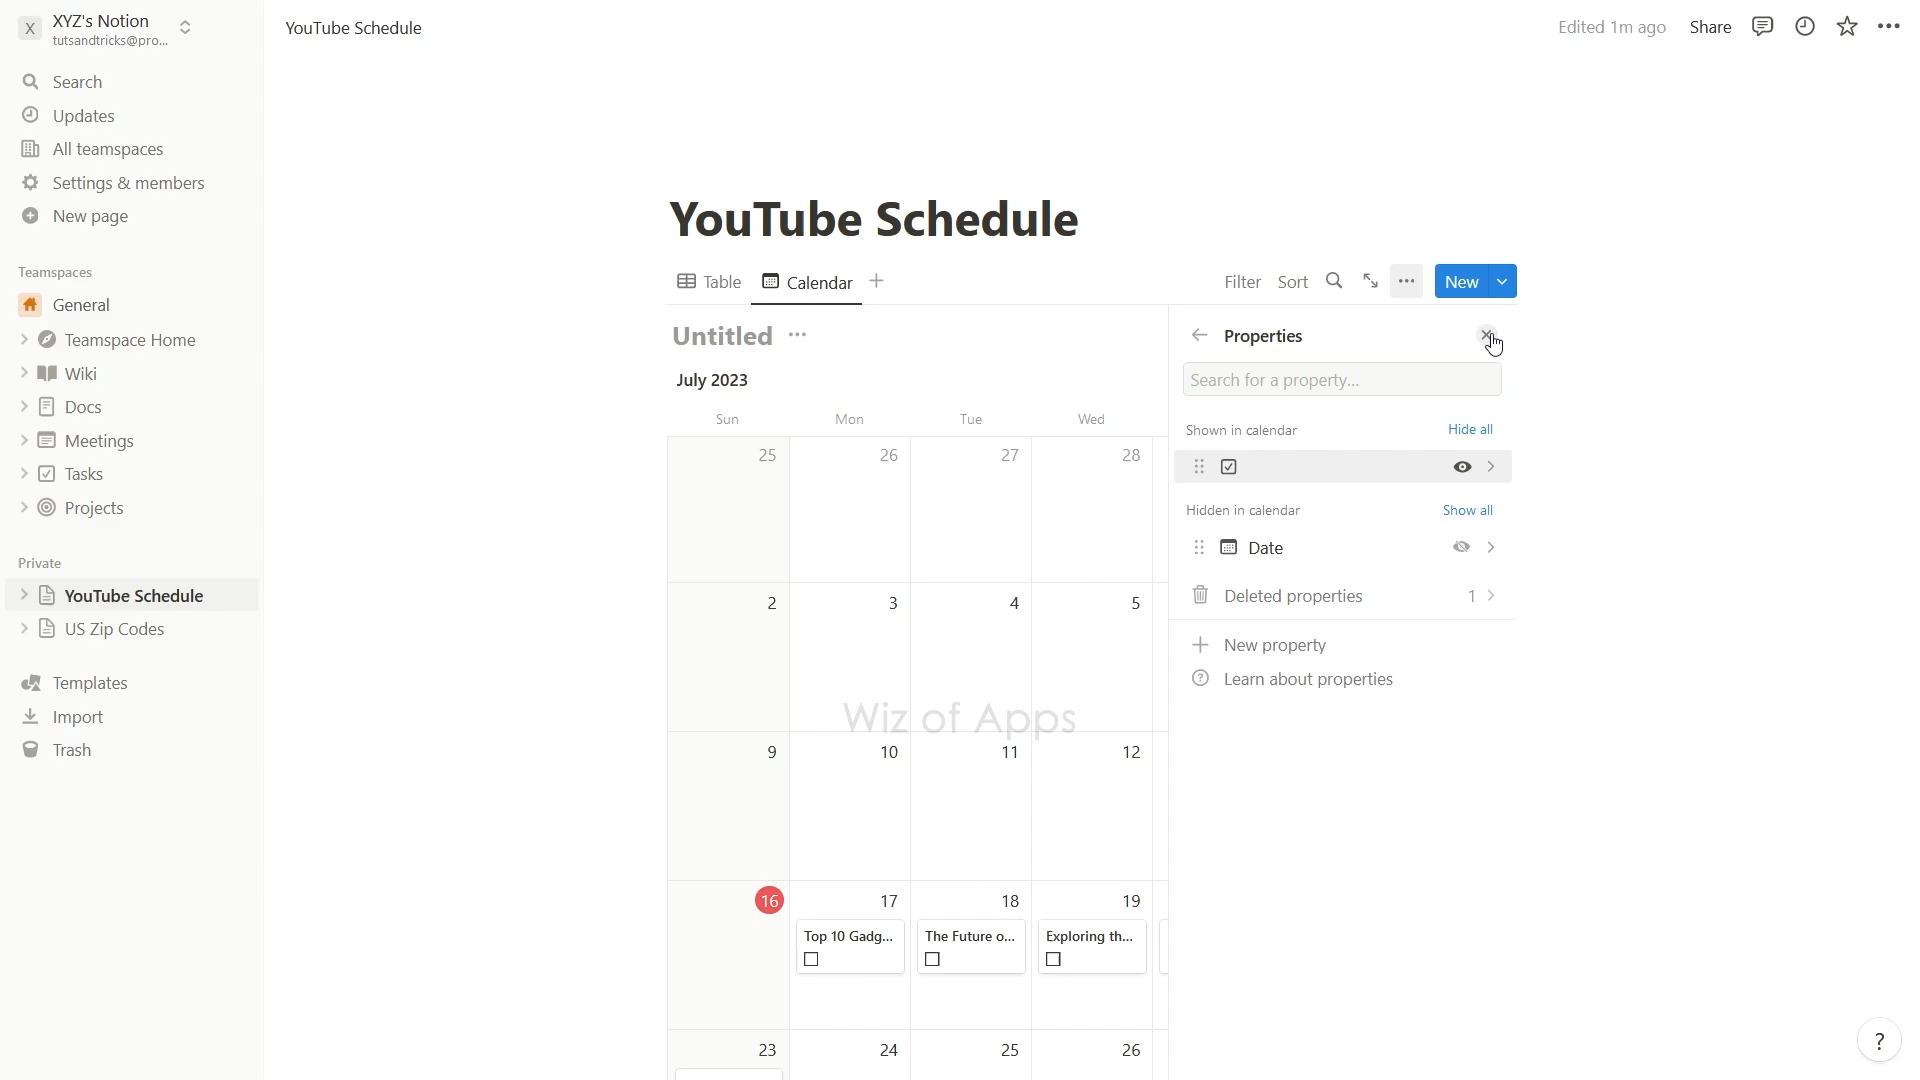 X
XYZ's Notion
tutsandtricks@pro...
Search
Updates
All teamspaces
Settings & members
New page
Teamspaces
General
Teamspace Home
Wiki
Docs
Meetings
Tasks
Projects
Private
YouTube Schedule
US Zip Codes
Templates
Import
Trash
YouTube Schedule
Edited 1m ago
Share
YouTube Schedule
Table
Calendar
Filter
Sort
New
Untitled
July 2023
Sun Mon Tue Wed
25 26 27 28
2 3 4 5
9 10 11 12
16 17 18 19
Top 10 Gadg...
The Future o...
Exploring th...
23 24 25 26
Properties
Search for a property...
Shown in calendar
Hide all
Hidden in calendar
Show all
Date
Deleted properties
1
New property
Learn about properties
Wiz of Apps
?